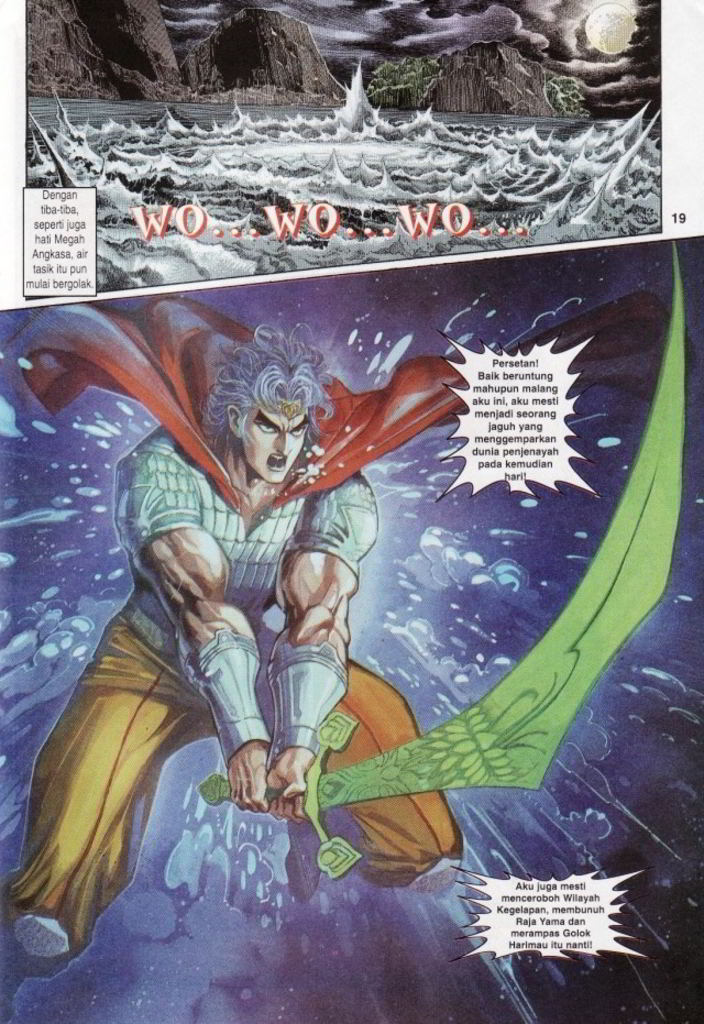 19
Dengan
tiba-tiba,
seperti juga
hati Megah
Angkasa, air
tasik itu pun
mulai bergolak.
WO...WO...WO...
Persetan!
Baik beruntung
mahupun malang
aku ini, aku mesti
menjadi seorang
jaguh yang
menggemparkan
dunia penjenayah
pada kemudian
hari!
Aku juga mesti
menceroboh Wilayah
Kegelapan, membunuh
Raja Yama dan
merampas Golok
Harimau itu nanti!